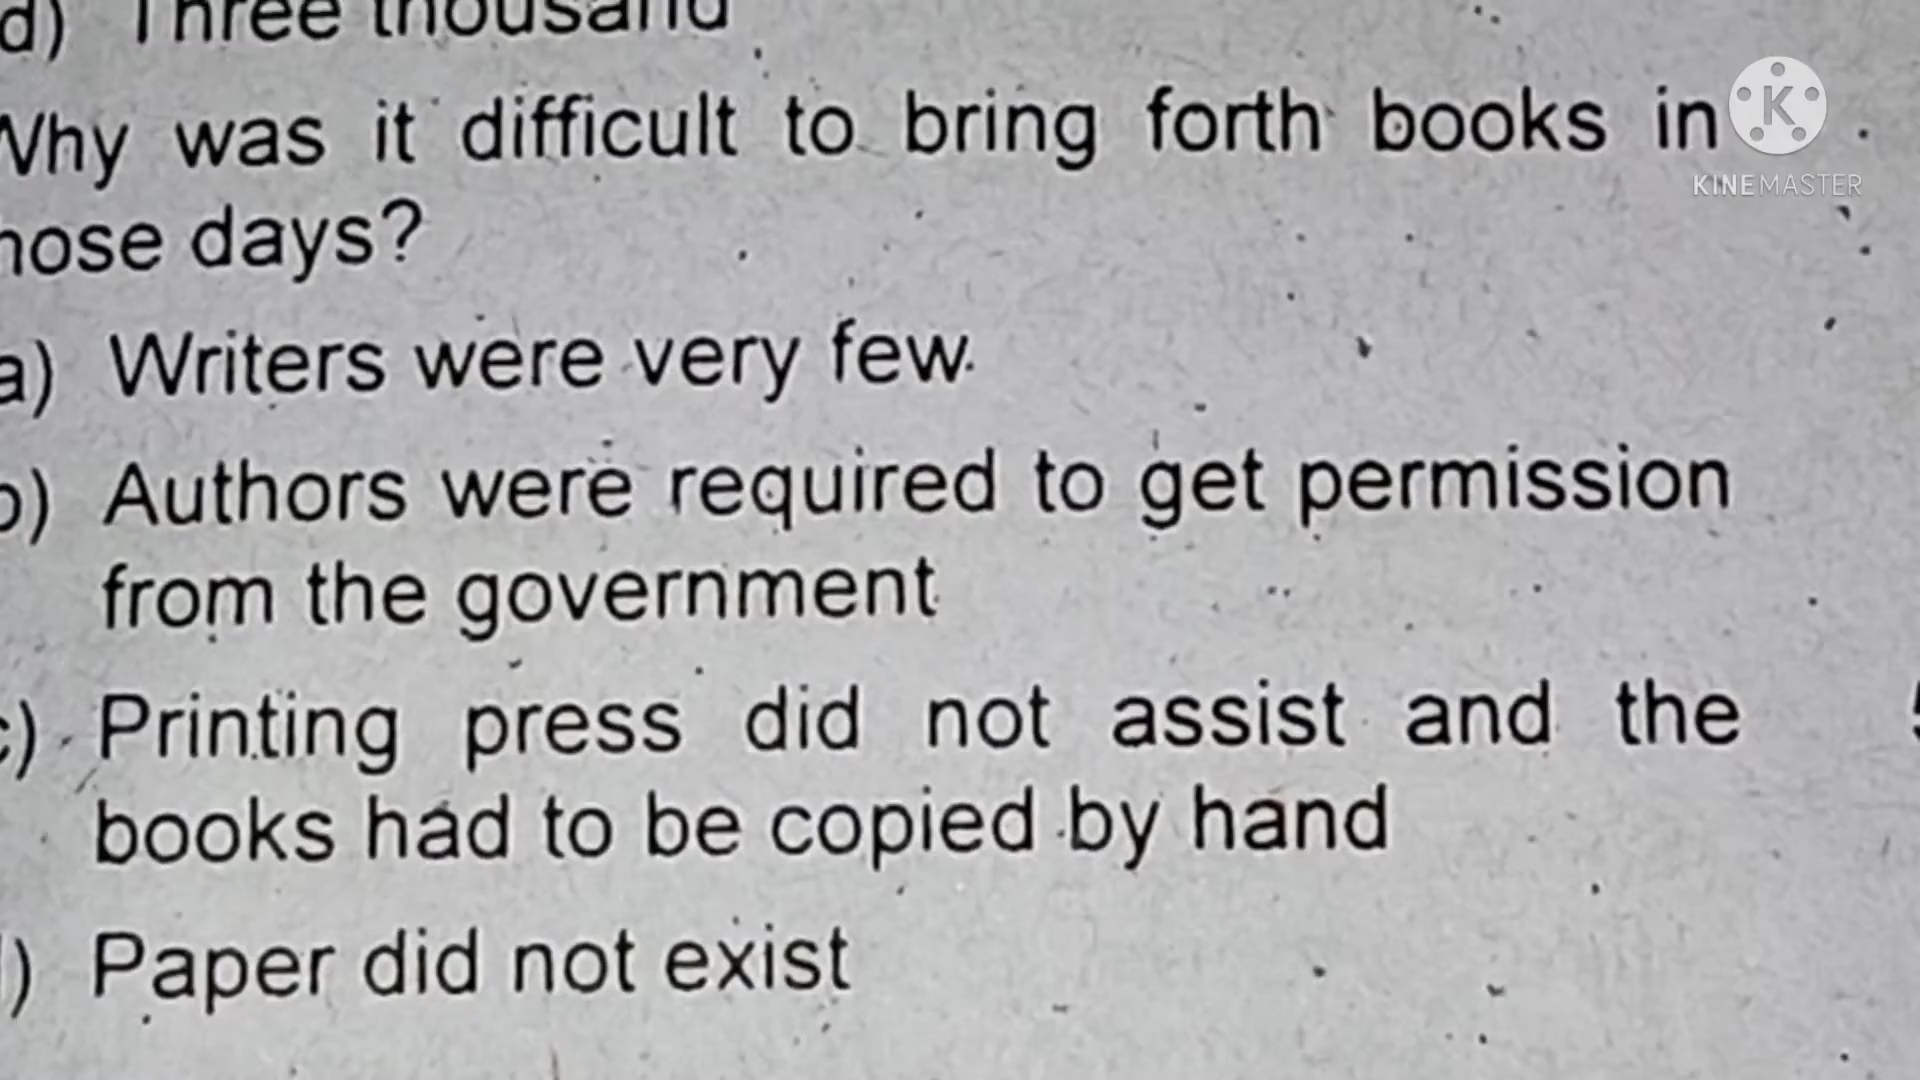 d) Three thousand
Why was it difficult to bring forth books in
those days?
a) Writers were very few.
b) Authors were required to get permission
from the government
c) Printing press did not assist and the
books had to be copied by hand
d) Paper did not exist
KINEMASTER